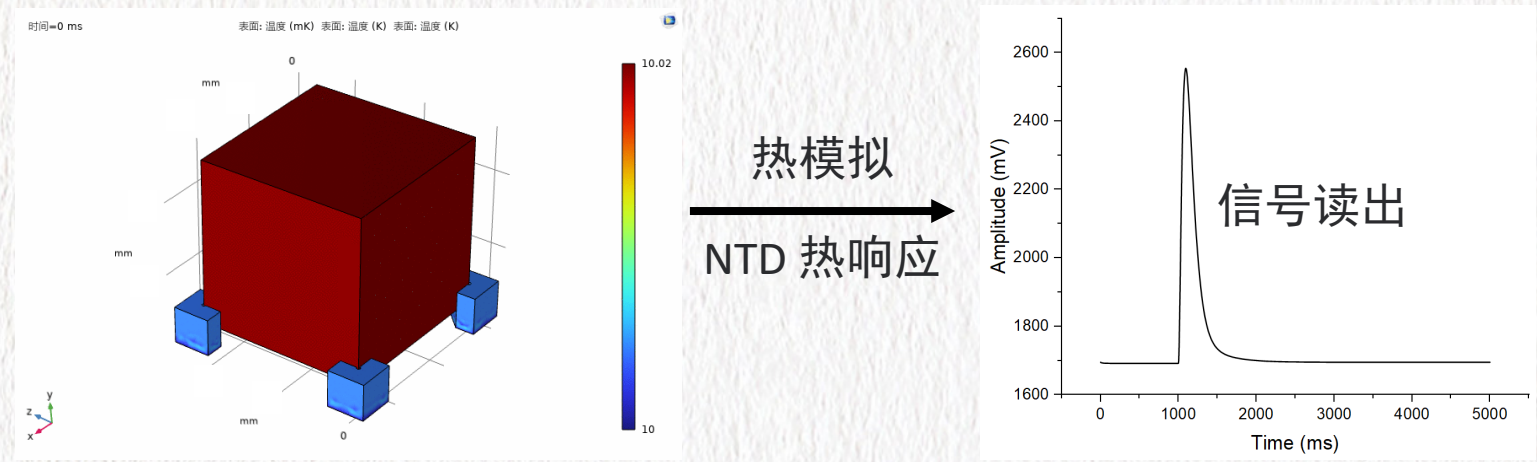 时间=0 ms
表面: 温度 (mK) 表面: 温度 (K) 表面: 温度 (K)
0
mm
mm
mm
0
y
z
x
10.02
10
热模拟
NTD 热响应
信号读出
Amplitude (mV)
2600
2400
2200
2000
1800
1600
0 1000 2000 3000 4000 5000
Time (ms)